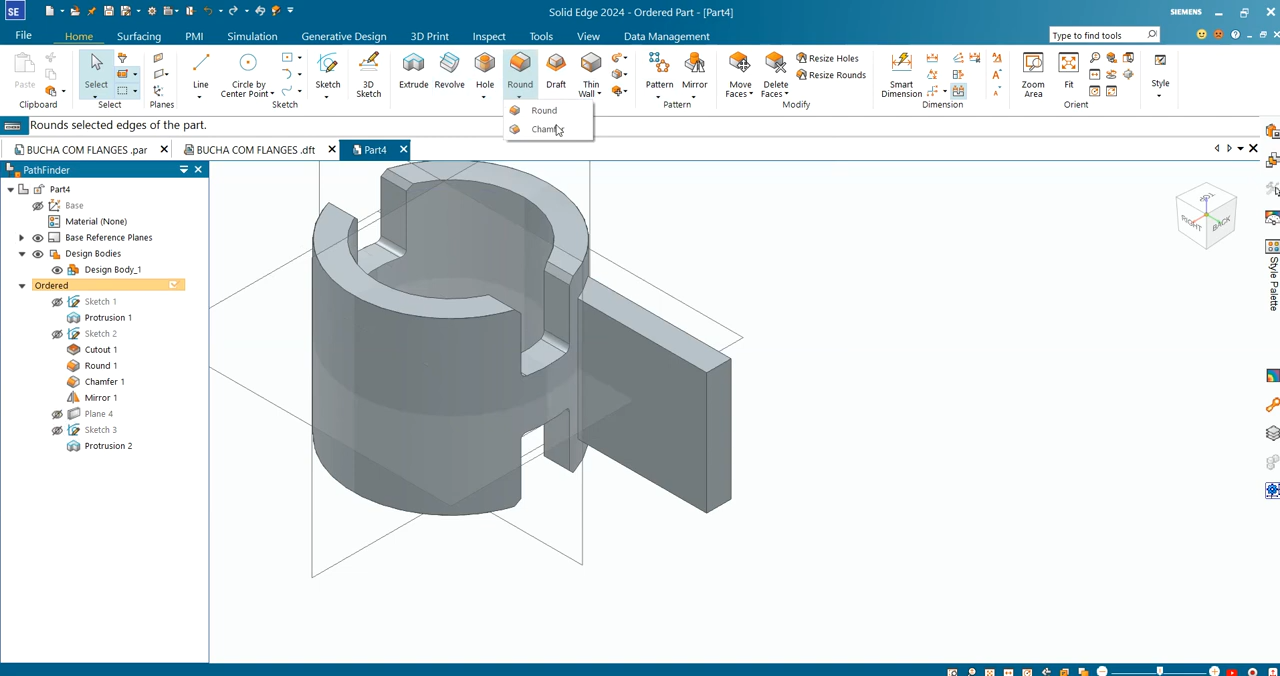 SE
Solid Edge 2024 - Ordered Part - [Part4]
SIEMENS
File
Home
Surfacing
PMI
Simulation
Generative Design
3D Print
Inspect
Tools
View
Data Management
Type to find tools
Paste
Clipboard
Select
Select
Planes
Line
Circle by Center Point
Sketch
Sketch
3D Sketch
Extrude
Revolve
Hole
Round
Draft
Thin Wall
Pattern
Mirror
Pattern
Move Faces
Delete Faces
Resize Holes
Resize Rounds
Modify
Smart Dimension
Dimension
Zoom Area
Fit
Orient
Style
Round
Chamfer
Rounds selected edges of the part.
BUCHA COM FLANGES .par
BUCHA COM FLANGES .dft
Part4
PathFinder
Part4
Base
Material (None)
Base Reference Planes
Design Bodies
Design Body_1
Ordered
Sketch 1
Protrusion 1
Sketch 2
Cutout 1
Round 1
Chamfer 1
Mirror 1
Plane 4
Sketch 3
Protrusion 2
RIGHT
BACK
Style Palette